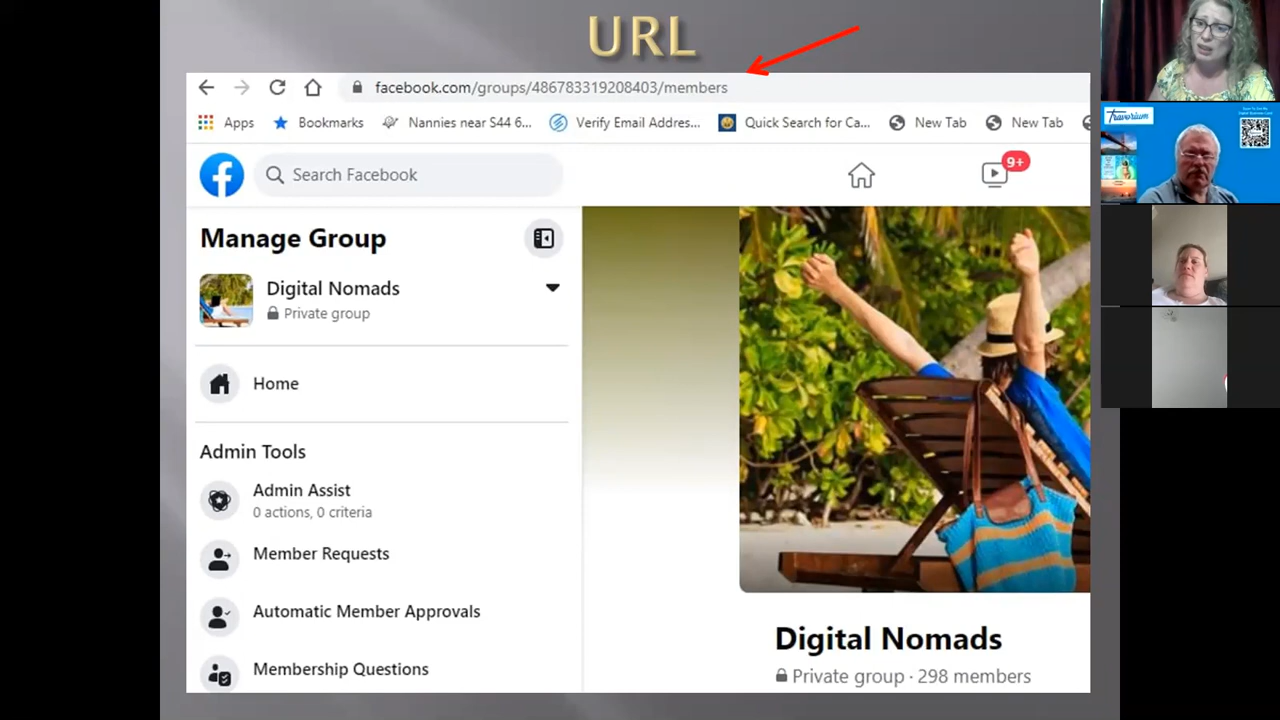 URL
facebook.com/groups/486783319208403/members
Apps
Bookmarks
Navaries near S44 6...
Verify Email Addres...
Quick Search for Ca...
New Tab
New Tab
Search Facebook
9+
Manage Group
Digital Nomads
Private group
Home
Admin Tools
Admin Assist
0 actions, 0 criteria
Member Requests
Automatic Member Approvals
Membership Questions
Digital Nomads
Private group · 298 members
Travorium